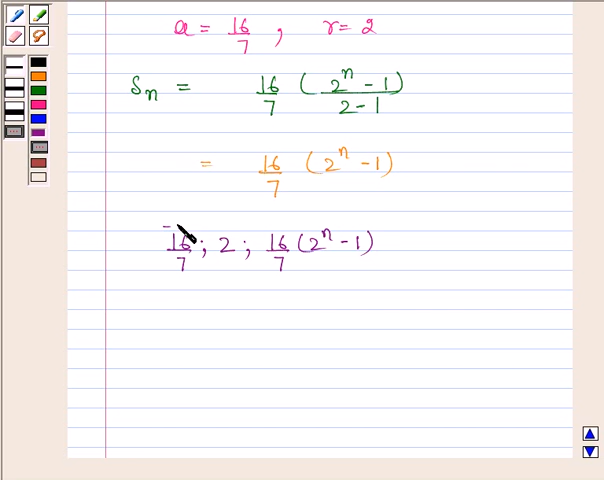 a = 16/7 , r = 2
Sn = 16/7 ( 2^n - 1 / 2 - 1 )
= 16/7 ( 2^n - 1 )
16/7 ; 2 ; 16/7 ( 2^n - 1 )